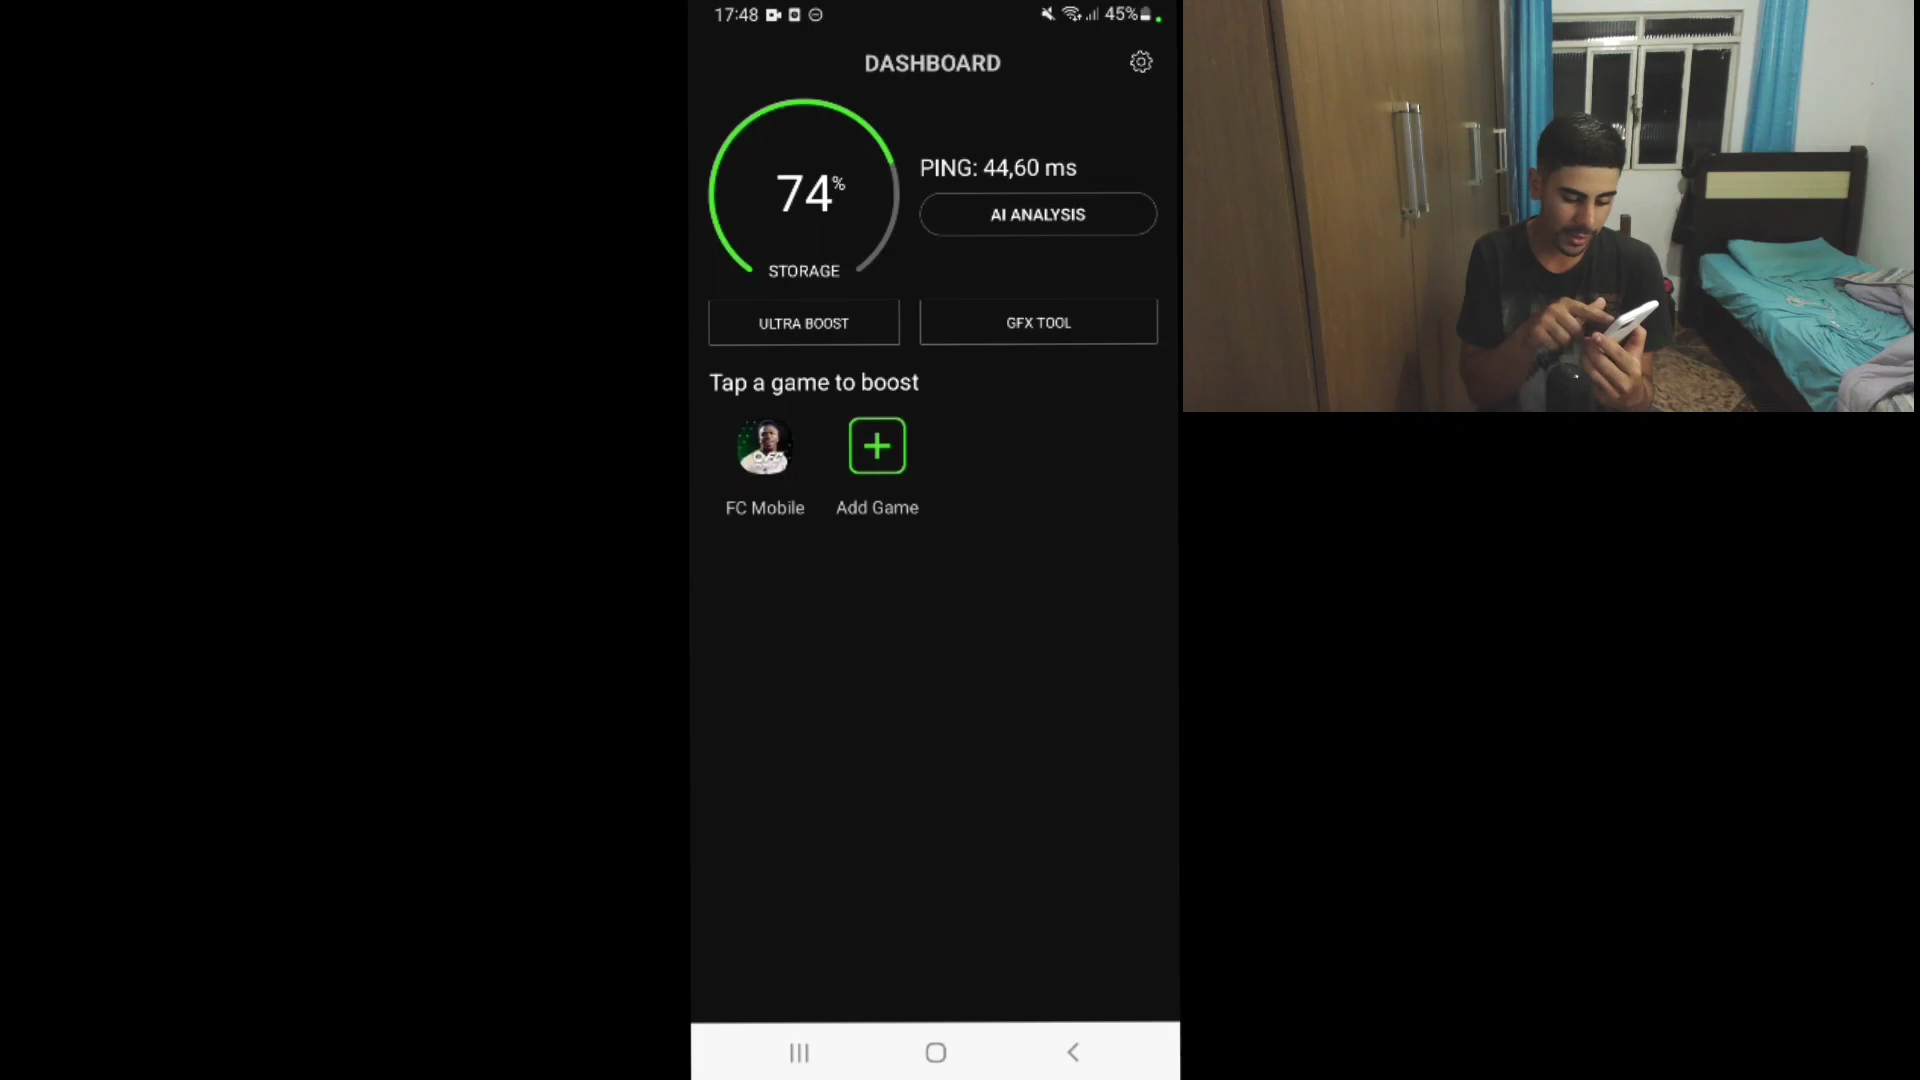 17:48
45%
DASHBOARD
74%
STORAGE
PING: 44,60 ms
AI ANALYSIS
ULTRA BOOST
GFX TOOL
Tap a game to boost
FC Mobile
Add Game